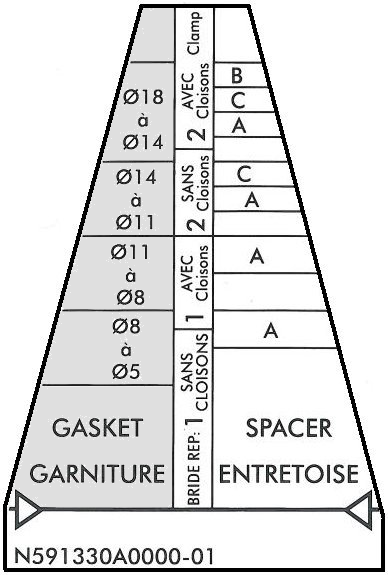 Clamp
B
C
A
Ø18
à
Ø14
2 AVEC
Cloisons
C
A
Ø14
à
Ø11
2 SANS
Cloisons
A
Ø11
à
Ø8
1 AVEC
Cloisons
A
Ø8
à
Ø5
BRIDE REP: 1 SANS
CLOISONS
GASKET
GARNITURE
SPACER
ENTRETOISE
N591330A0000-01